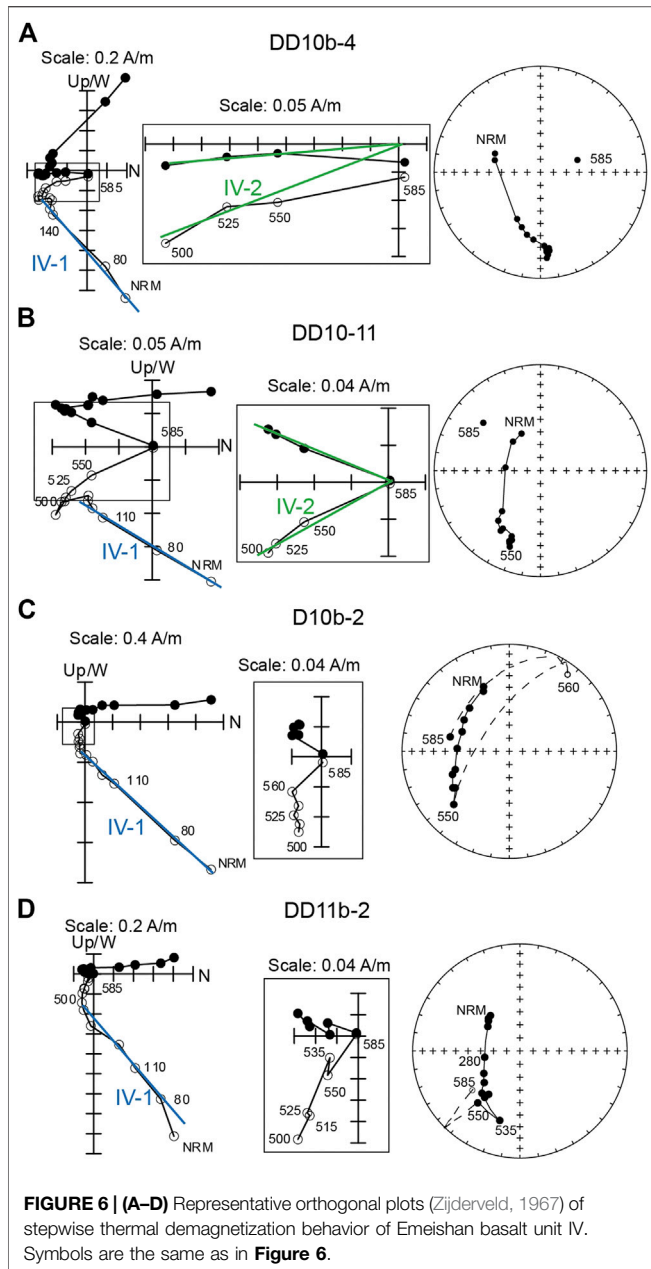 A
DD10b-4
Scale: 0.2 A/m
Up/W
Scale: 0.05 A/m
585
140
IV-1
80
NRM
IV-2
500
525
550
585
NRM
585
B
DD10-11
Scale: 0.05 A/m
Up/W
Scale: 0.04 A/m
585
N
550
525
500
110
IV-1
80
NRM
IV-2
585
550
525
500
585
NRM
550
C
D10b-2
Scale: 0.4 A/m
Up/W
Scale: 0.04 A/m
N
110
IV-1
80
NRM
585
560
525
500
NRM
560
585
550
D
DD11b-2
Scale: 0.2 A/m
Up/W
Scale: 0.04 A/m
N
585
500
110
IV-1
80
NRM
535
585
550
525
515
500
NRM
280
585
550
535
FIGURE 6 | (A–D) Representative orthogonal plots (Zijderveld, 1967) of
stepwise thermal demagnetization behavior of Emeishan basalt unit IV.
Symbols are the same as in Figure 6.